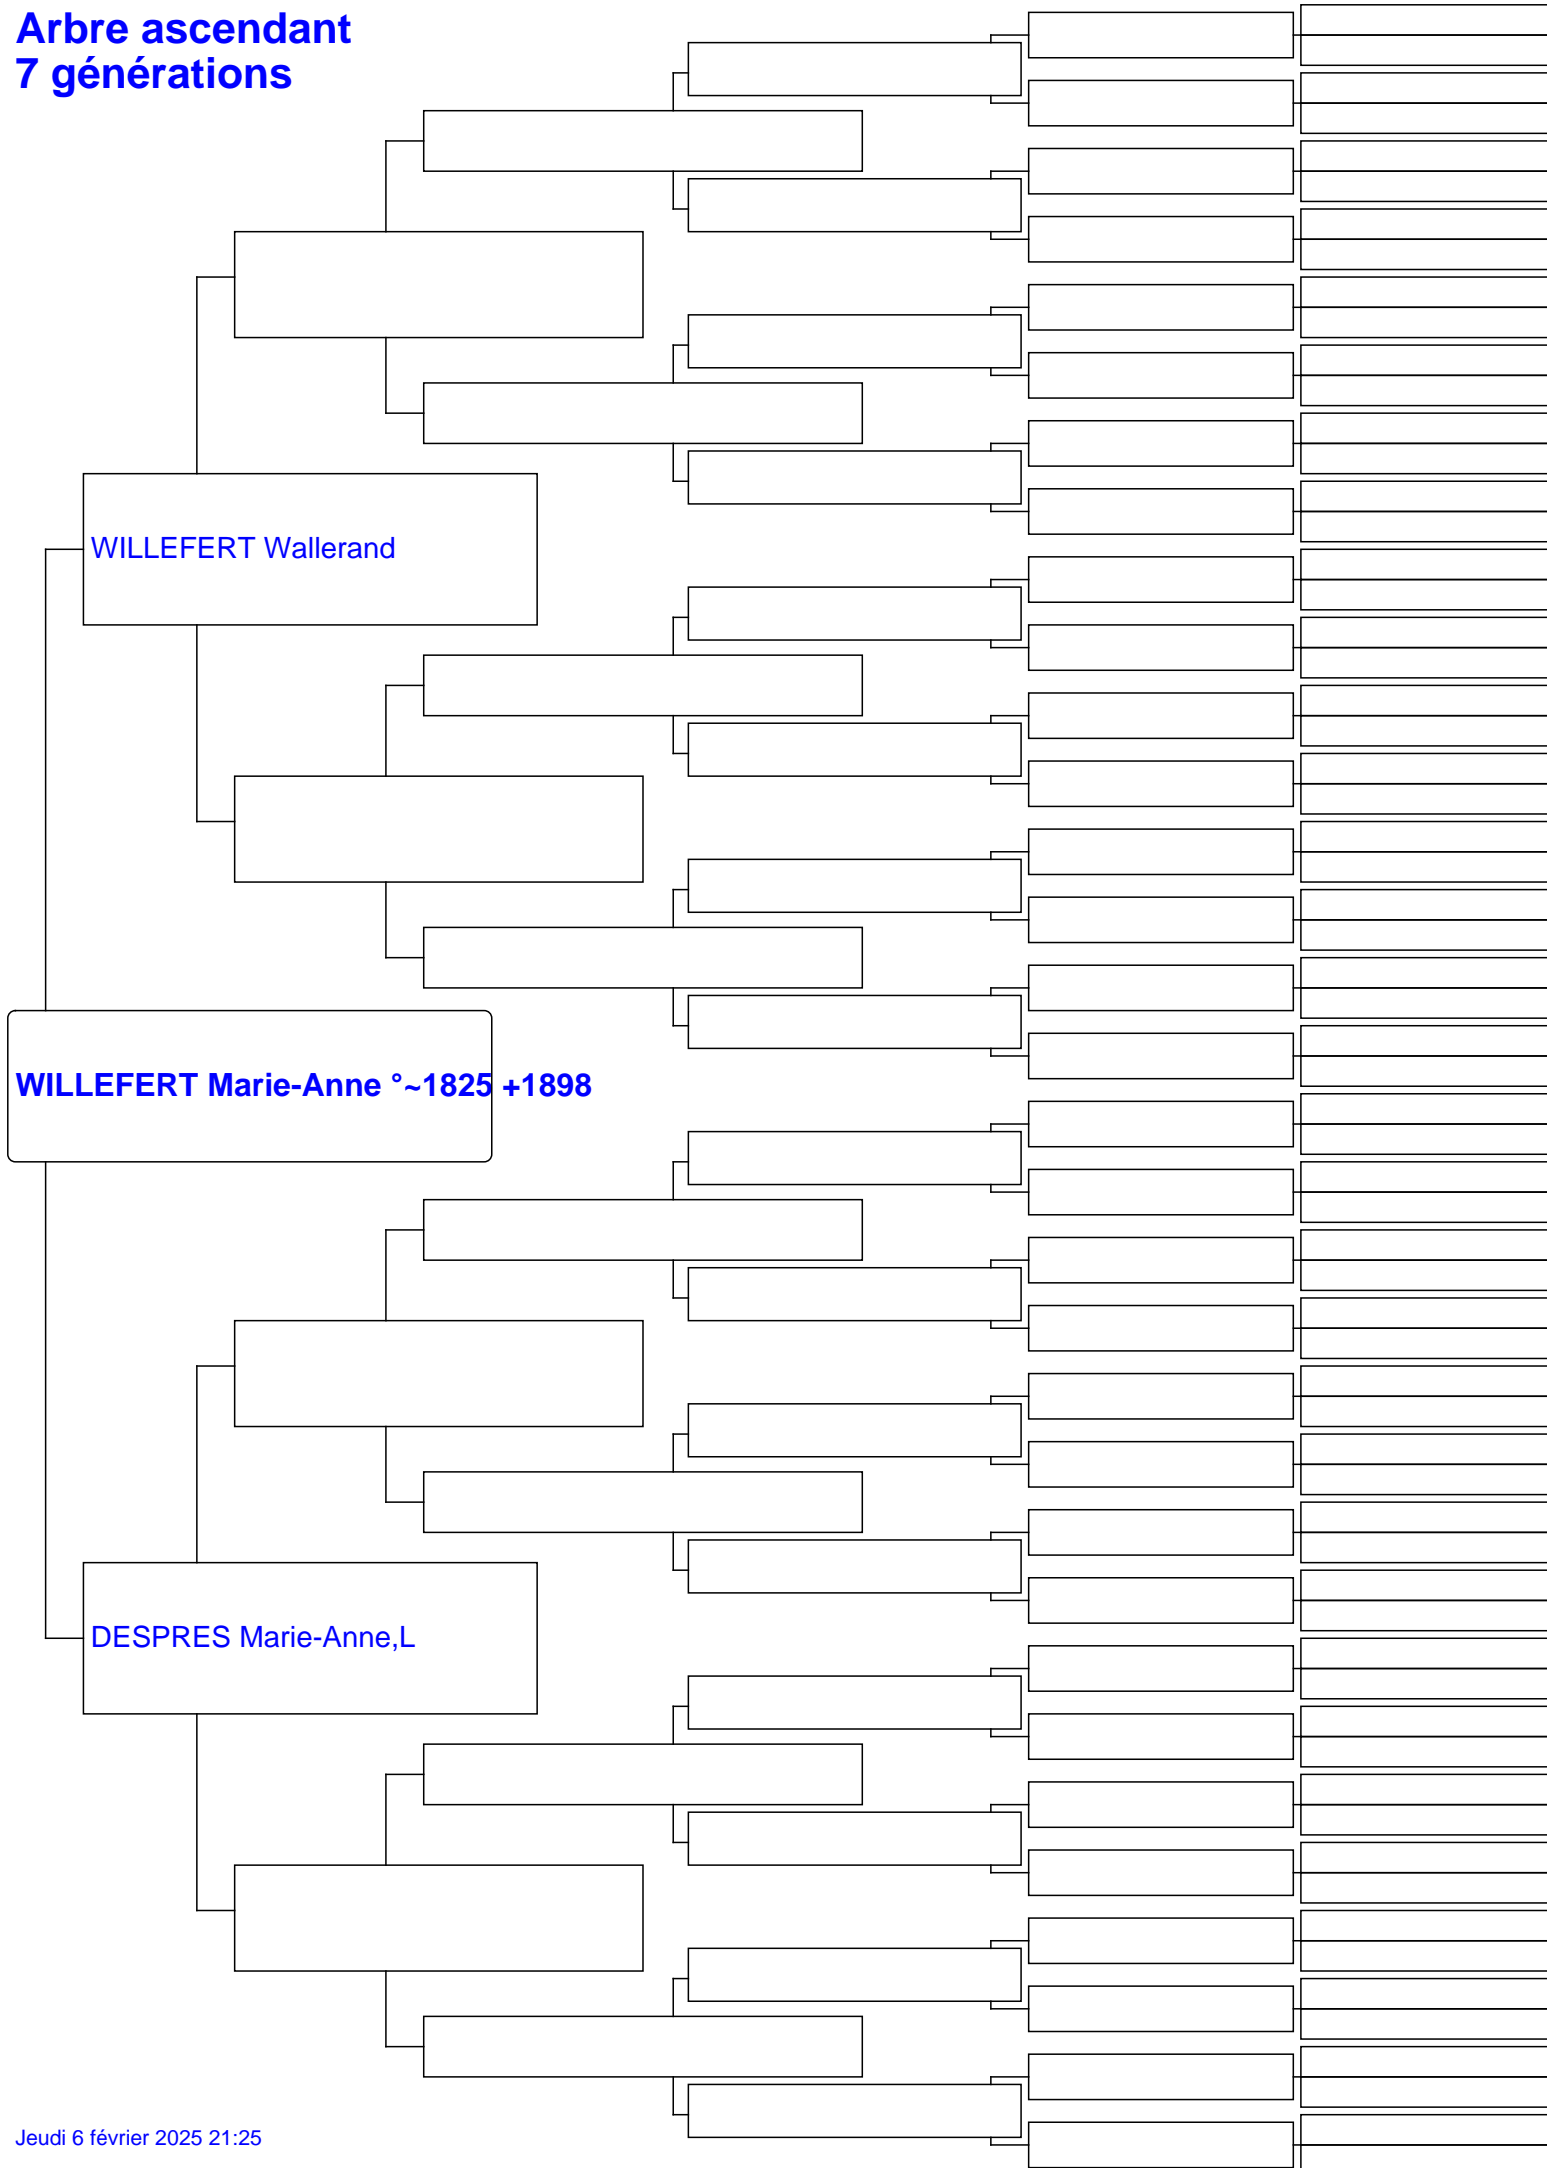 Arbre ascendant
7 générations
WILLEFERT Wallerand
WILLEFERT Marie-Anne °~1825 +1898
DESPRES Marie-Anne,L
Jeudi 6 février 2025 21:25